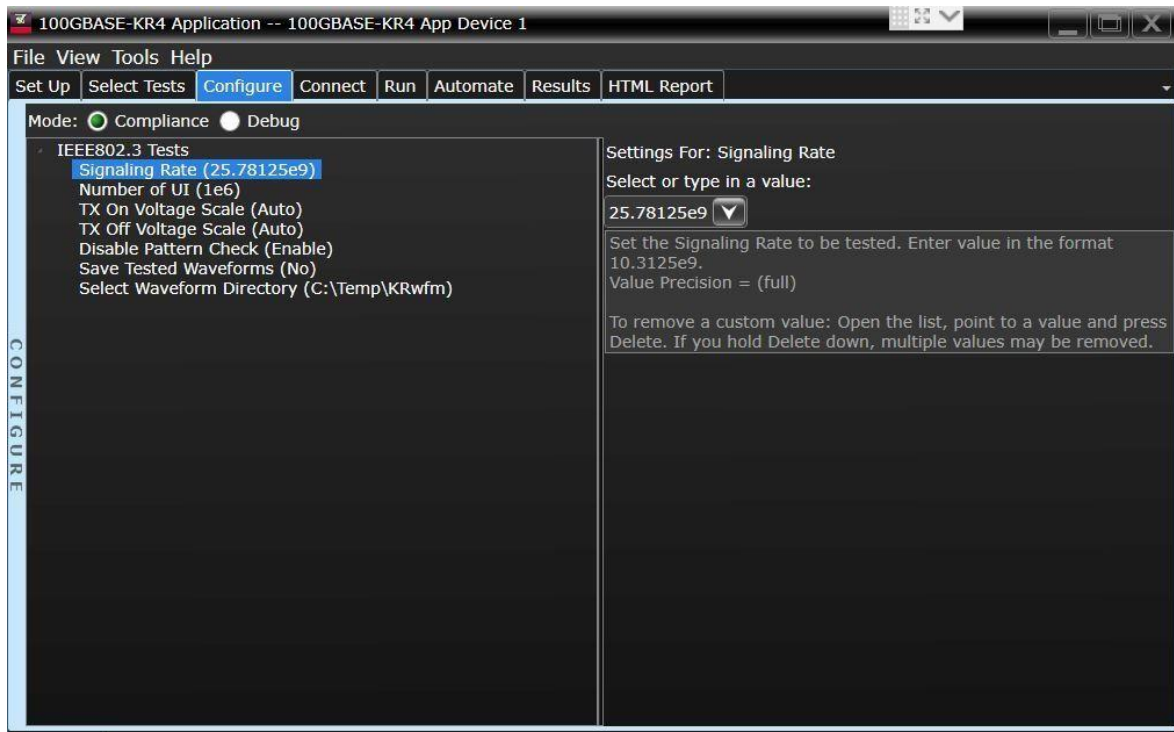 100GBASE-KR4 Application -- 100GBASE-KR4 App Device 1
File View Tools Help
Set Up Select Tests Configure Connect Run Automate Results HTML Report
Mode: Compliance Debug
IEEE802.3 Tests
Signaling Rate (25.78125e9)
Number of UI (1e6)
TX On Voltage Scale (Auto)
TX Off Voltage Scale (Auto)
Disable Pattern Check (Enable)
Save Tested Waveforms (No)
Select Waveform Directory (C:\Temp\KRwfm)
Settings For: Signaling Rate
Select or type in a value:
25.78125e9
Set the Signaling Rate to be tested. Enter value in the format
10.3125e9.
Value Precision = (full)
To remove a custom value: Open the list, point to a value and press
Delete. If you hold Delete down, multiple values may be removed.
CONFIGURE